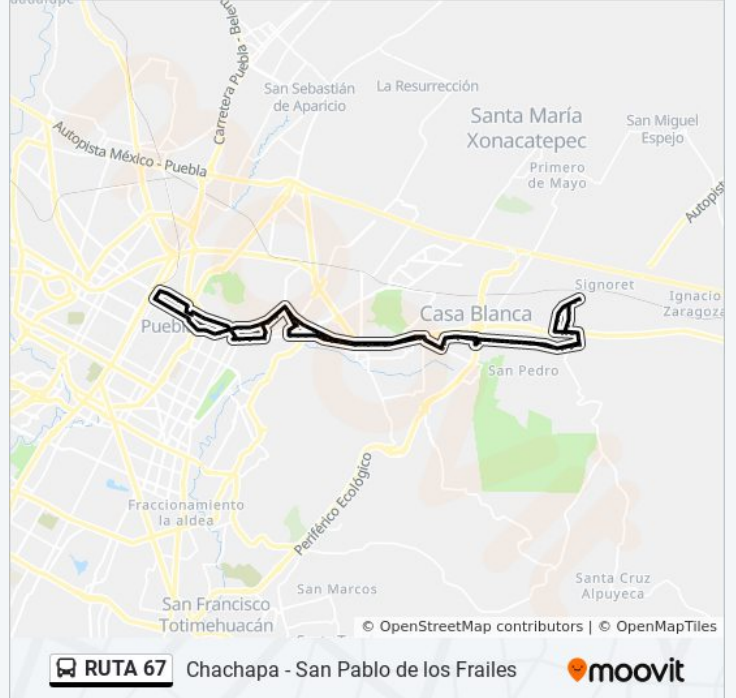 Carretera Puebla - Belem
San Sebastián
de Aparicio
La Resurrección
Santa María
Xonacatepec
San Miguel
Espejo
Autopista México - Puebla
Primero
de Mayo
Autopist
Signoret
Ignacio
Zaragoza
Casa Blanca
Puebl
San Pedro
Periférico Ecológico
Fraccionamiento
la aldea
Santa Cruz
Alpuyeca
San Marcos
San Francisco
Totimehuacán
© OpenStreetMap contributors | © OpenMapTiles
RUTA 67 Chachapa - San Pablo de los Frailes moovit